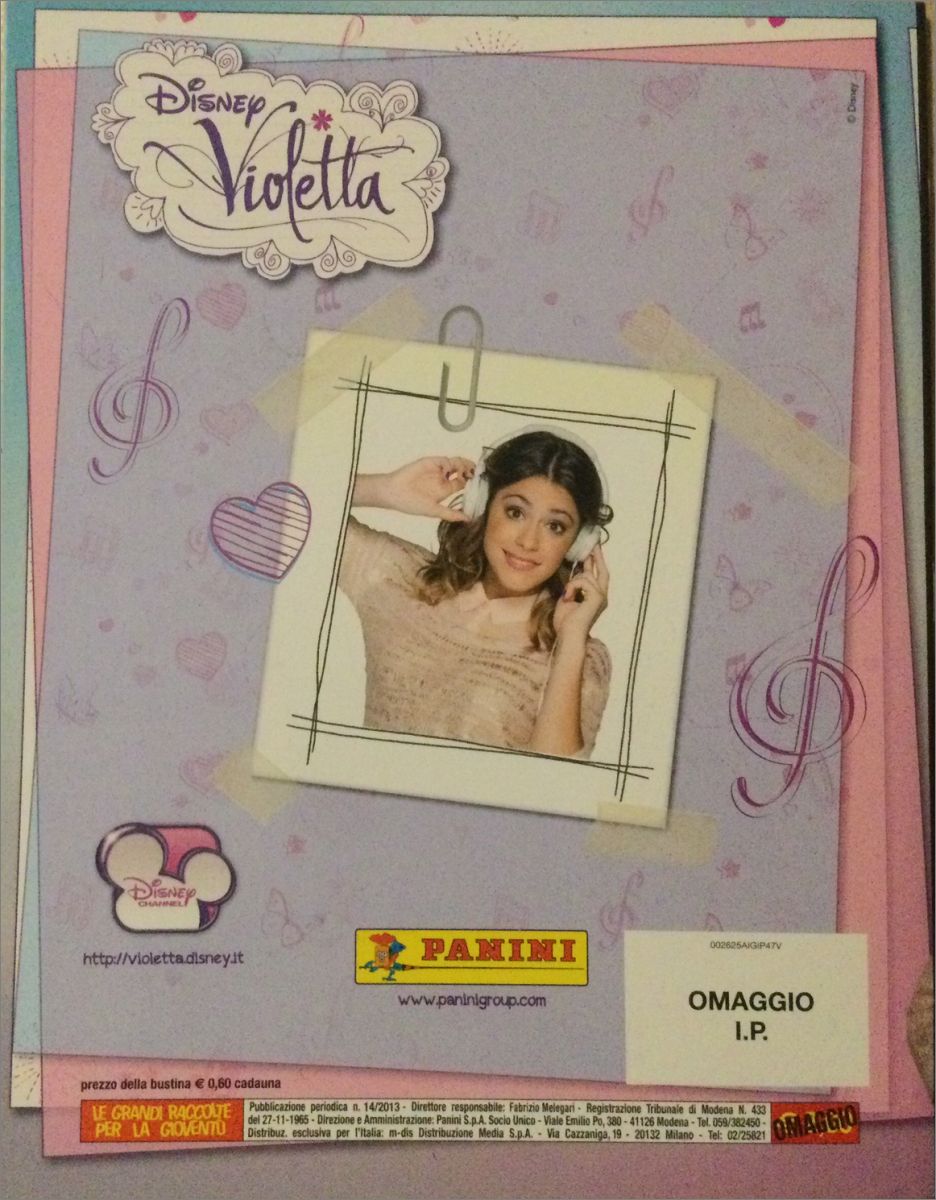 © Disney
Disney
Violetta
Disney
CHANNEL
http://violetta.disney.it
PANINI
www.paninigroup.com
002625AIGIP47V
OMAGGIO
I.P.
prezzo della bustina € 0,60 cadauna
LE GRANDI RACCOLTE
PER LA GIOVENTÙ
Pubblicazione periodica n. 14/2013 - Direttore responsabile: Fabrizio Melegari - Registrazione Tribunale di Modena N. 433
del 27-11-1965 - Direzione e Amministrazione: Panini S.p.A. Socio Unico - Viale Emilio Po, 380 - 41126 Modena - Tel. 059/382450 -
Distribuz. esclusiva per l'Italia: m-dis Distribuzione Media S.p.A. - Via Cazzaniga, 19 - 20132 Milano - Tel: 02/25821
OMAGGIO